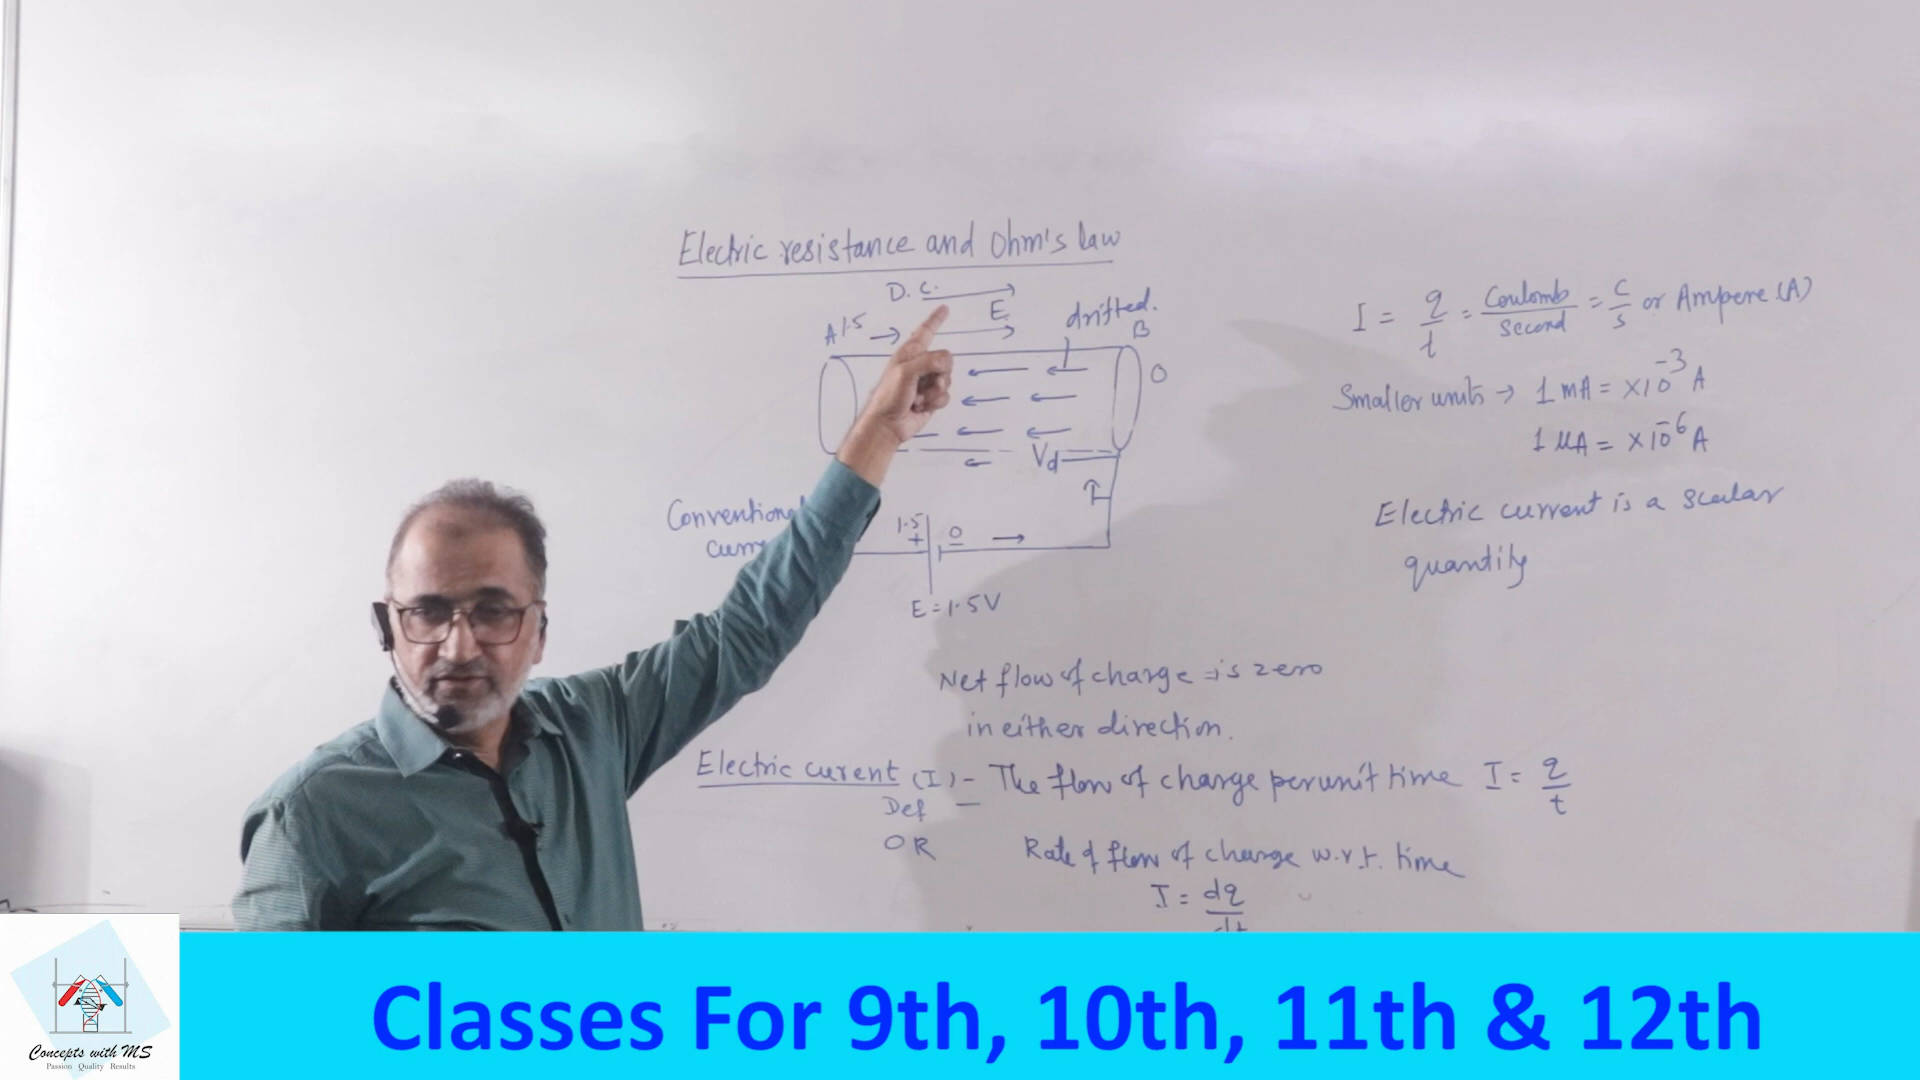 Electric resistance and Ohm's law
D.C.
E
drifted.
A 1.5
B
O
Vd
Conventional
1.5
+
0
−
E = 1.5V
I = q/t = Coulomb/Second = C/s or Ampere (A)
Smaller units → 1 mA = ×10⁻³ A
1 μA = ×10⁻⁶ A
Electric current is a scalar
quantity
Net flow of charge is zero
in either direction.
Electric curent (I) – The flow of charge per unit time I = q/t
Def
OR
Rate of flow of charge w.r.t. time
I = dq/dt
Concepts with MS
Passion Quality Results
Classes For 9th, 10th, 11th & 12th